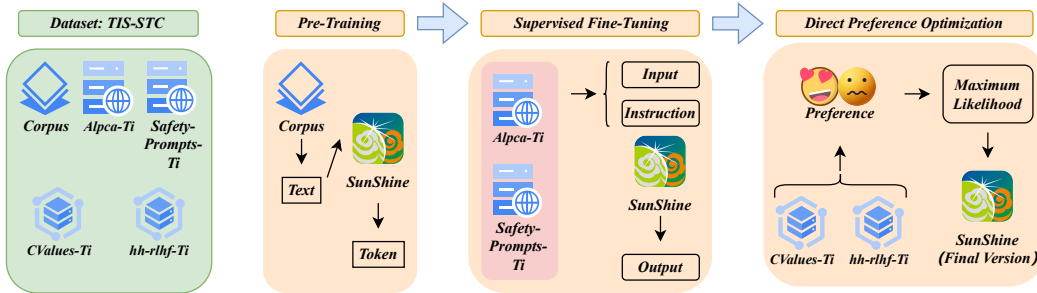 Dataset: TIS-STC
Corpus
Alpca-Ti
Safety-
Prompts-
Ti
CValues-Ti
hh-rlhf-Ti
Pre-Training
Corpus
Text
SunShine
Token
Supervised Fine-Tuning
Alpca-Ti
Safety-
Prompts-
Ti
Input
Instruction
SunShine
Output
Direct Preference Optimization
Preference
Maximum
Likelihood
CValues-Ti
hh-rlhf-Ti
SunShine
(Final Version)